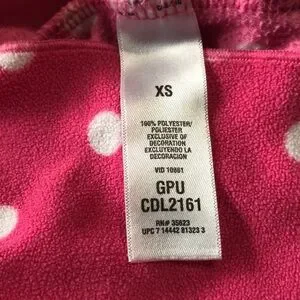 XS
100% POLYESTER/
POLIESTER
EXCLUSIVE OF
DECORATION
EXCLUYENDO LA
DECORACION
VID 10861
GPU
CDL2161
RN# 35623
UPC 7 14442 81323 3